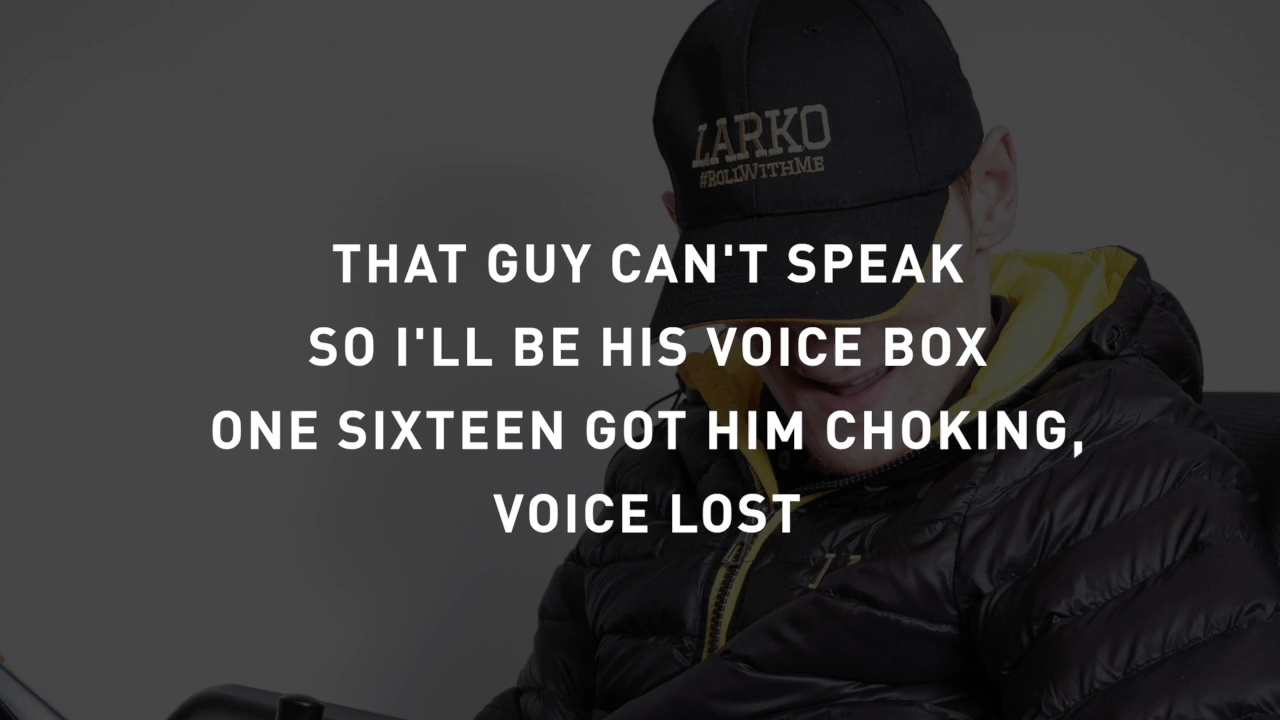 LARKO
#ROLLWITHME
THAT GUY CAN'T SPEAK
SO I'LL BE HIS VOICE BOX
ONE SIXTEEN GOT HIM CHOKING,
VOICE LOST